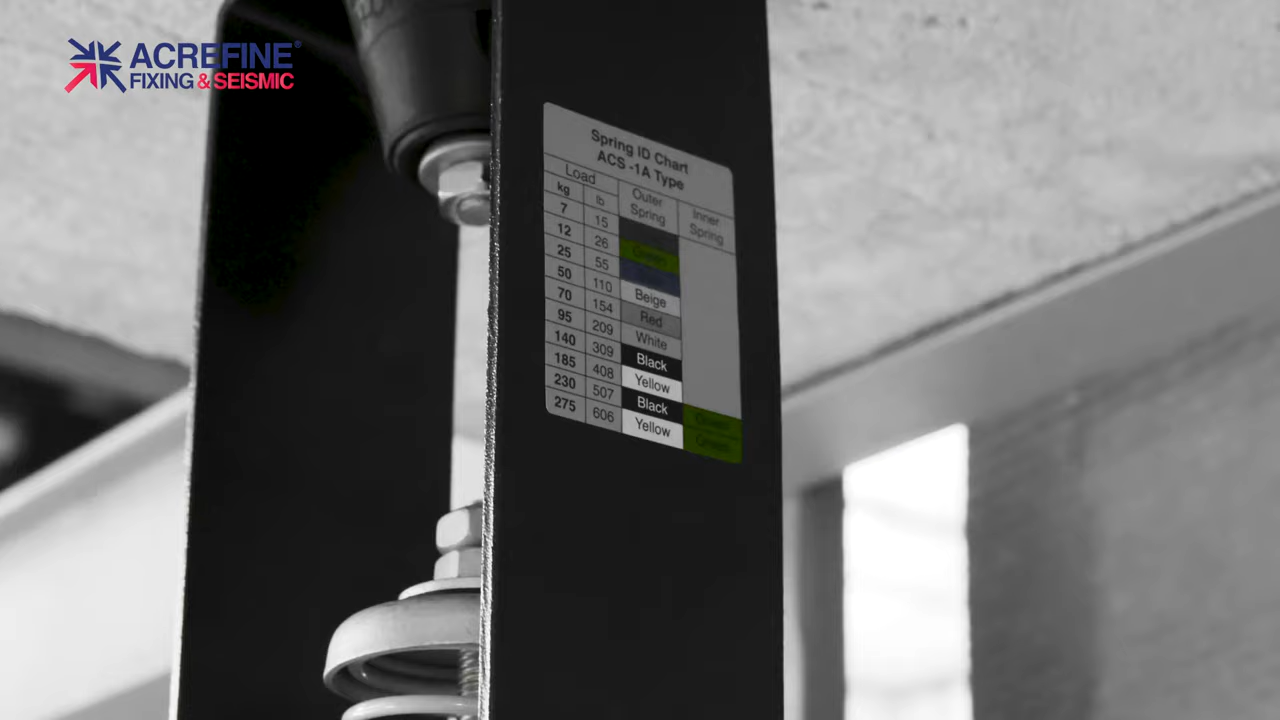 ACREFINE®
FIXING & SEISMIC
Spring ID Chart
ACS -1A Type
Load Outer Spring Inner Spring
kg lb
7 15
12 26 Green
25 55
50 110 Beige
70 154 Red
95 209 White
140 309 Black
185 408 Yellow
230 507 Black Green
275 606 Yellow Green